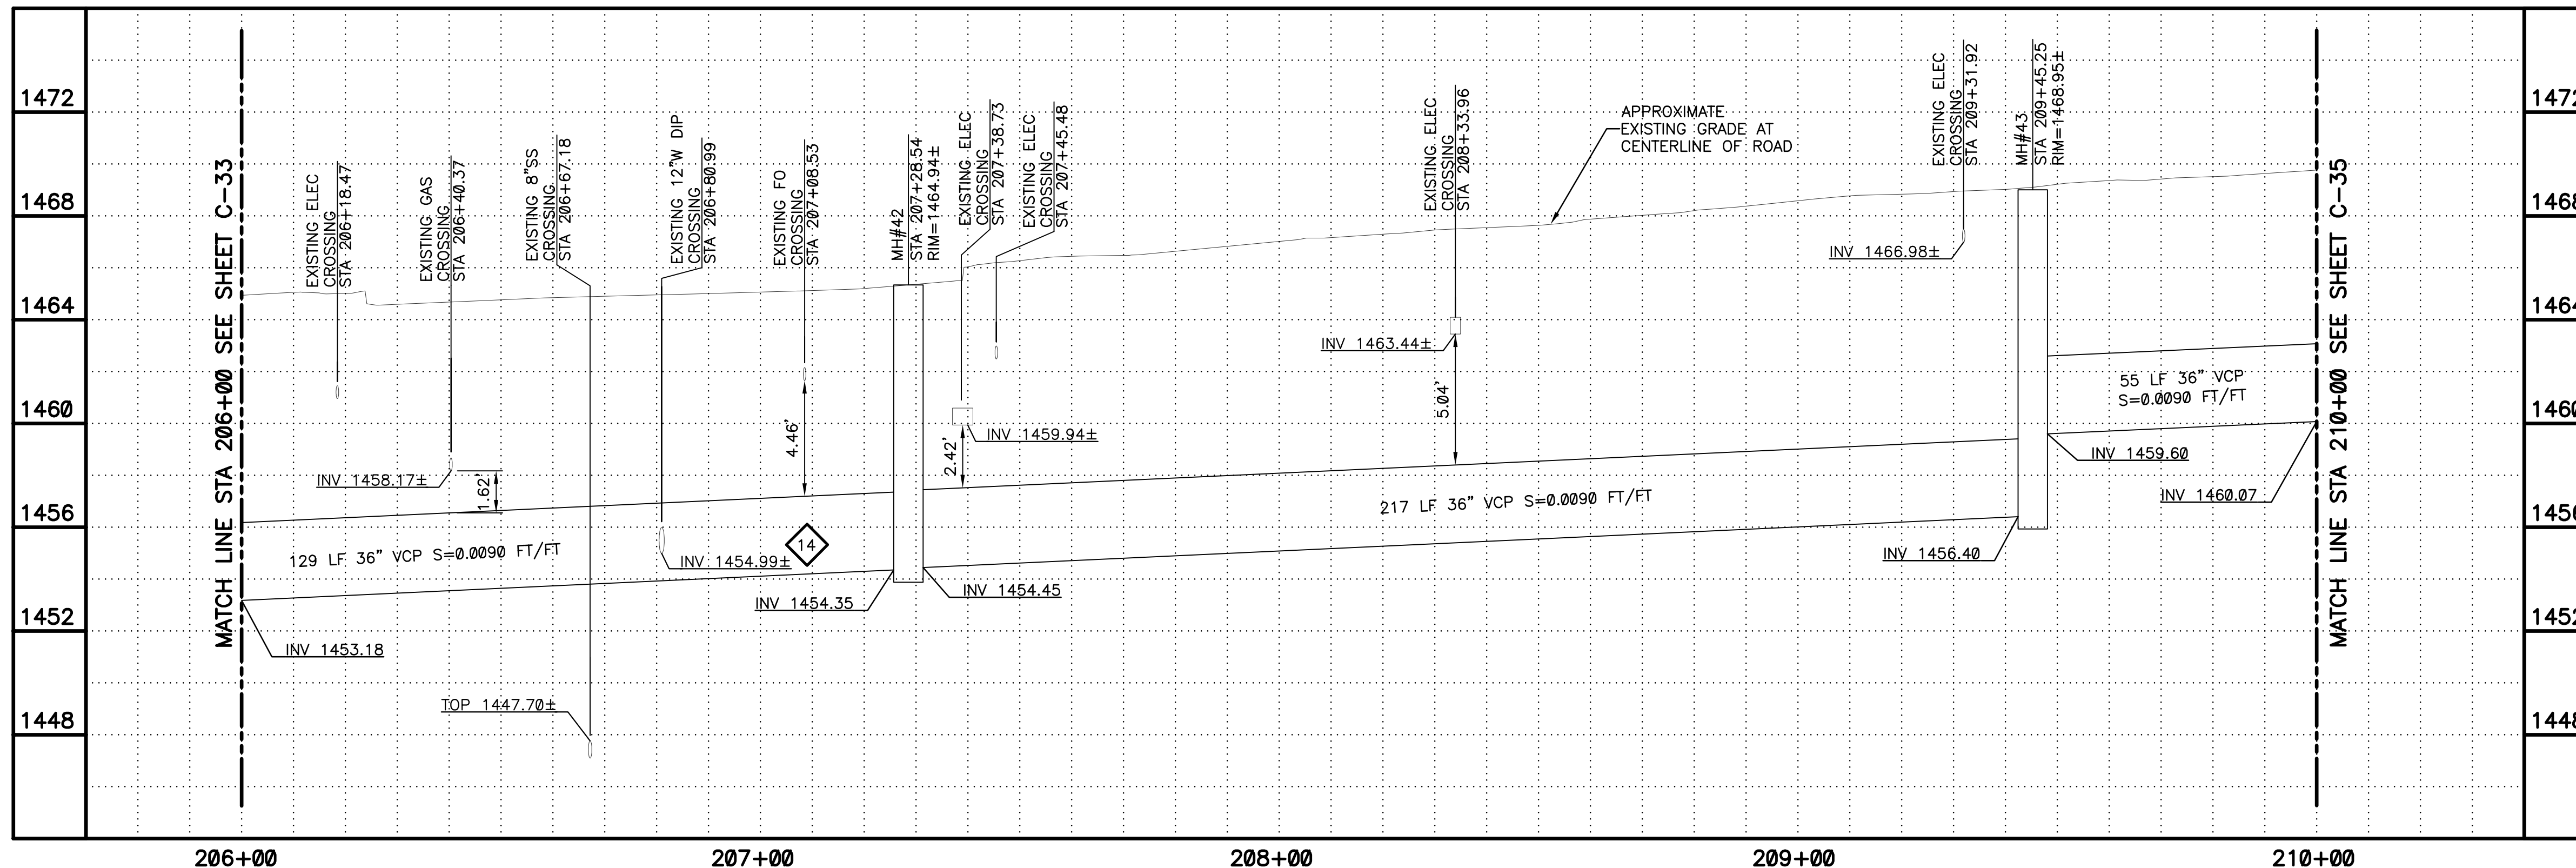 1472
1468
1464
1460
1456
1452
1448
MATCH LINE STA 206+00 SEE SHEET C-33
EXISTING ELEC
CROSSING
STA 206+18.47
EXISTING GAS
CROSSING
STA 206+40.37
EXISTING 8"SS
CROSSING
STA 206+67.18
EXISTING 12"W DIP
CROSSING
STA 206+80.99
EXISTING FO
CROSSING
STA 207+08.53
MH#42
STA 207+28.54
RIM=1464.94±
EXISTING ELEC
CROSSING
STA 207+38.73
EXISTING ELEC
CROSSING
STA 207+45.48
EXISTING ELEC
CROSSING
STA 208+33.96
APPROXIMATE
EXISTING GRADE AT
CENTERLINE OF ROAD
EXISTING ELEC
CROSSING
STA 209+31.92
MH#43
STA 209+45.25
RIM=1468.95±
INV 1466.98±
INV 1463.44±
5.04'
INV 1458.17±
1.62'
4.46'
2.42'
INV 1459.94±
129 LF 36" VCP S=0.0090 FT/FT
INV 1454.99±
14
217 LF 36" VCP S=0.0090 FT/FT
55 LF 36" VCP
S=0.0090 FT/FT
INV 1459.60
INV 1460.07
INV 1456.40
INV 1454.35
INV 1454.45
INV 1453.18
TOP 1447.70±
MATCH LINE STA 210+00 SEE SHEET C-35
1472
1468
1464
1460
1456
1452
1448
206+00
207+00
208+00
209+00
210+00